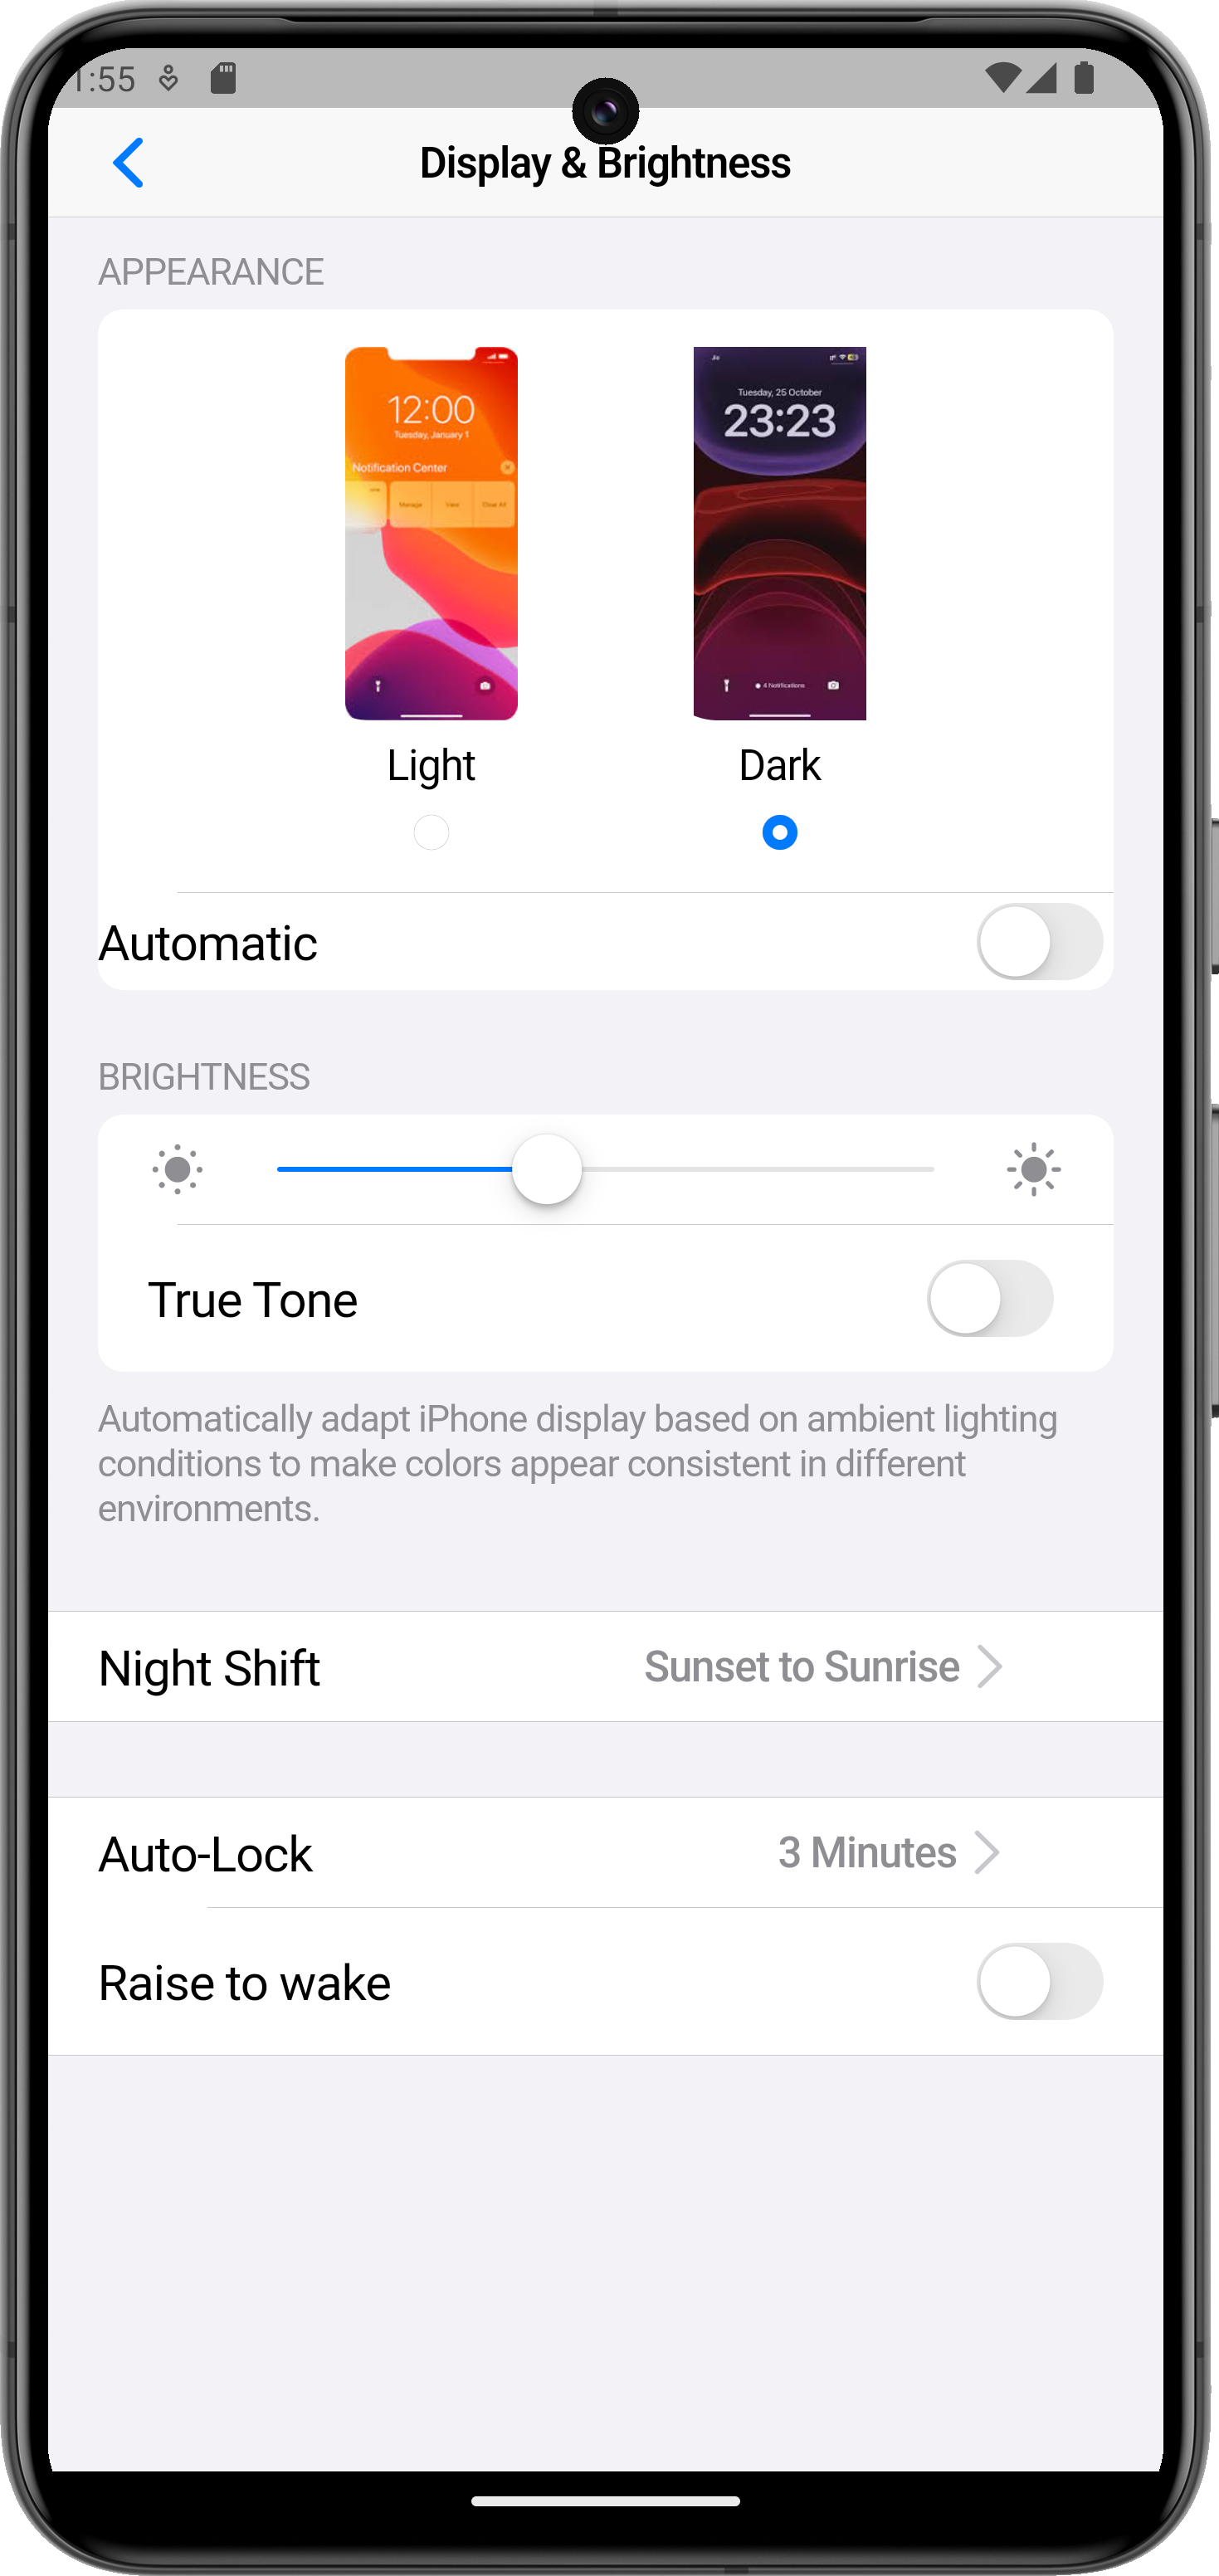 1:55
Display & Brightness
APPEARANCE
12:00
Tuesday, January 1
Notification Center
Manage View Clear All
Jio
Tuesday, 25 October
23:23
4 Notifications
Light
Dark
Automatic
BRIGHTNESS
True Tone
Automatically adapt iPhone display based on ambient lighting
conditions to make colors appear consistent in different
environments.
Night Shift
Sunset to Sunrise
Auto-Lock
3 Minutes
Raise to wake